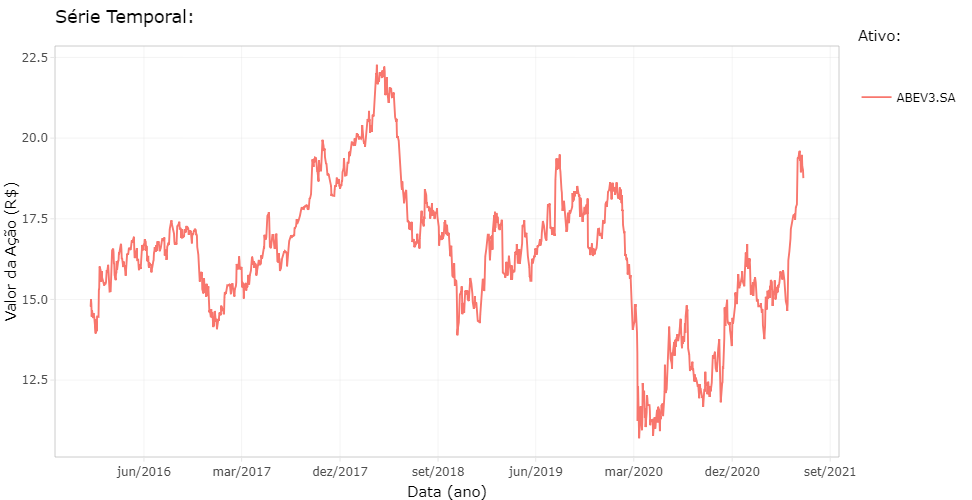 Série Temporal:
Ativo:
ABEV3.SA
Valor da Ação (R$)
22.5
20.0
17.5
15.0
12.5
jun/2016 mar/2017 dez/2017 set/2018 jun/2019 mar/2020 dez/2020 set/2021
Data (ano)